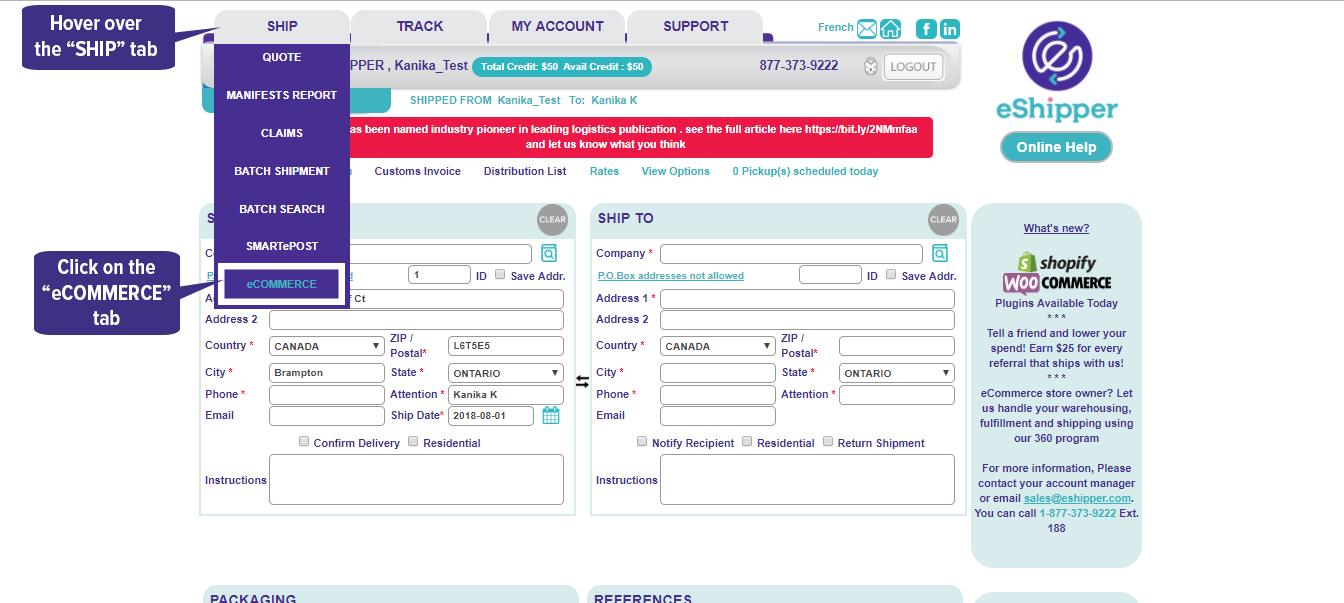 Hover over
the “SHIP” tab
SHIP
TRACK
MY ACCOUNT
SUPPORT
French
f
in
QUOTE
MANIFESTS REPORT
CLAIMS
BATCH SHIPMENT
BATCH SEARCH
SMARTePOST
eCOMMERCE
Click on the
“eCOMMERCE”
tab
PPER , Kanika_Test
Total Credit: $50 Avail Credit : $50
877-373-9222
LOGOUT
SHIPPED FROM Kanika_Test To: Kanika K
as been named industry pioneer in leading logistics publication . see the full article here https://bit.ly/2NMmfaa
and let us know what you think
Customs Invoice
Distribution List
Rates
View Options
0 Pickup(s) scheduled today
eShipper
Online Help
CLEAR
1
ID
Save Addr.
Ct
Address 2
Country *
CANADA
ZIP /
Postal*
L6T5E5
City *
Brampton
State *
ONTARIO
Phone *
Attention *
Kanika K
Email
Ship Date*
2018-08-01
Confirm Delivery
Residential
Instructions
SHIP TO
CLEAR
Company *
P.O.Box addresses not allowed
ID
Save Addr.
Address 1 *
Address 2
Country *
CANADA
ZIP /
Postal*
City *
State *
ONTARIO
Phone *
Attention *
Email
Notify Recipient
Residential
Return Shipment
Instructions
What's new?
shopify
WOO COMMERCE
Plugins Available Today
* * *
Tell a friend and lower your
spend! Earn $25 for every
referral that ships with us!
* * *
eCommerce store owner? Let
us handle your warehousing,
fulfillment and shipping using
our 360 program
For more information, Please
contact your account manager
or email sales@eshipper.com.
You can call 1-877-373-9222 Ext.
188
PACKAGING
REFERENCES